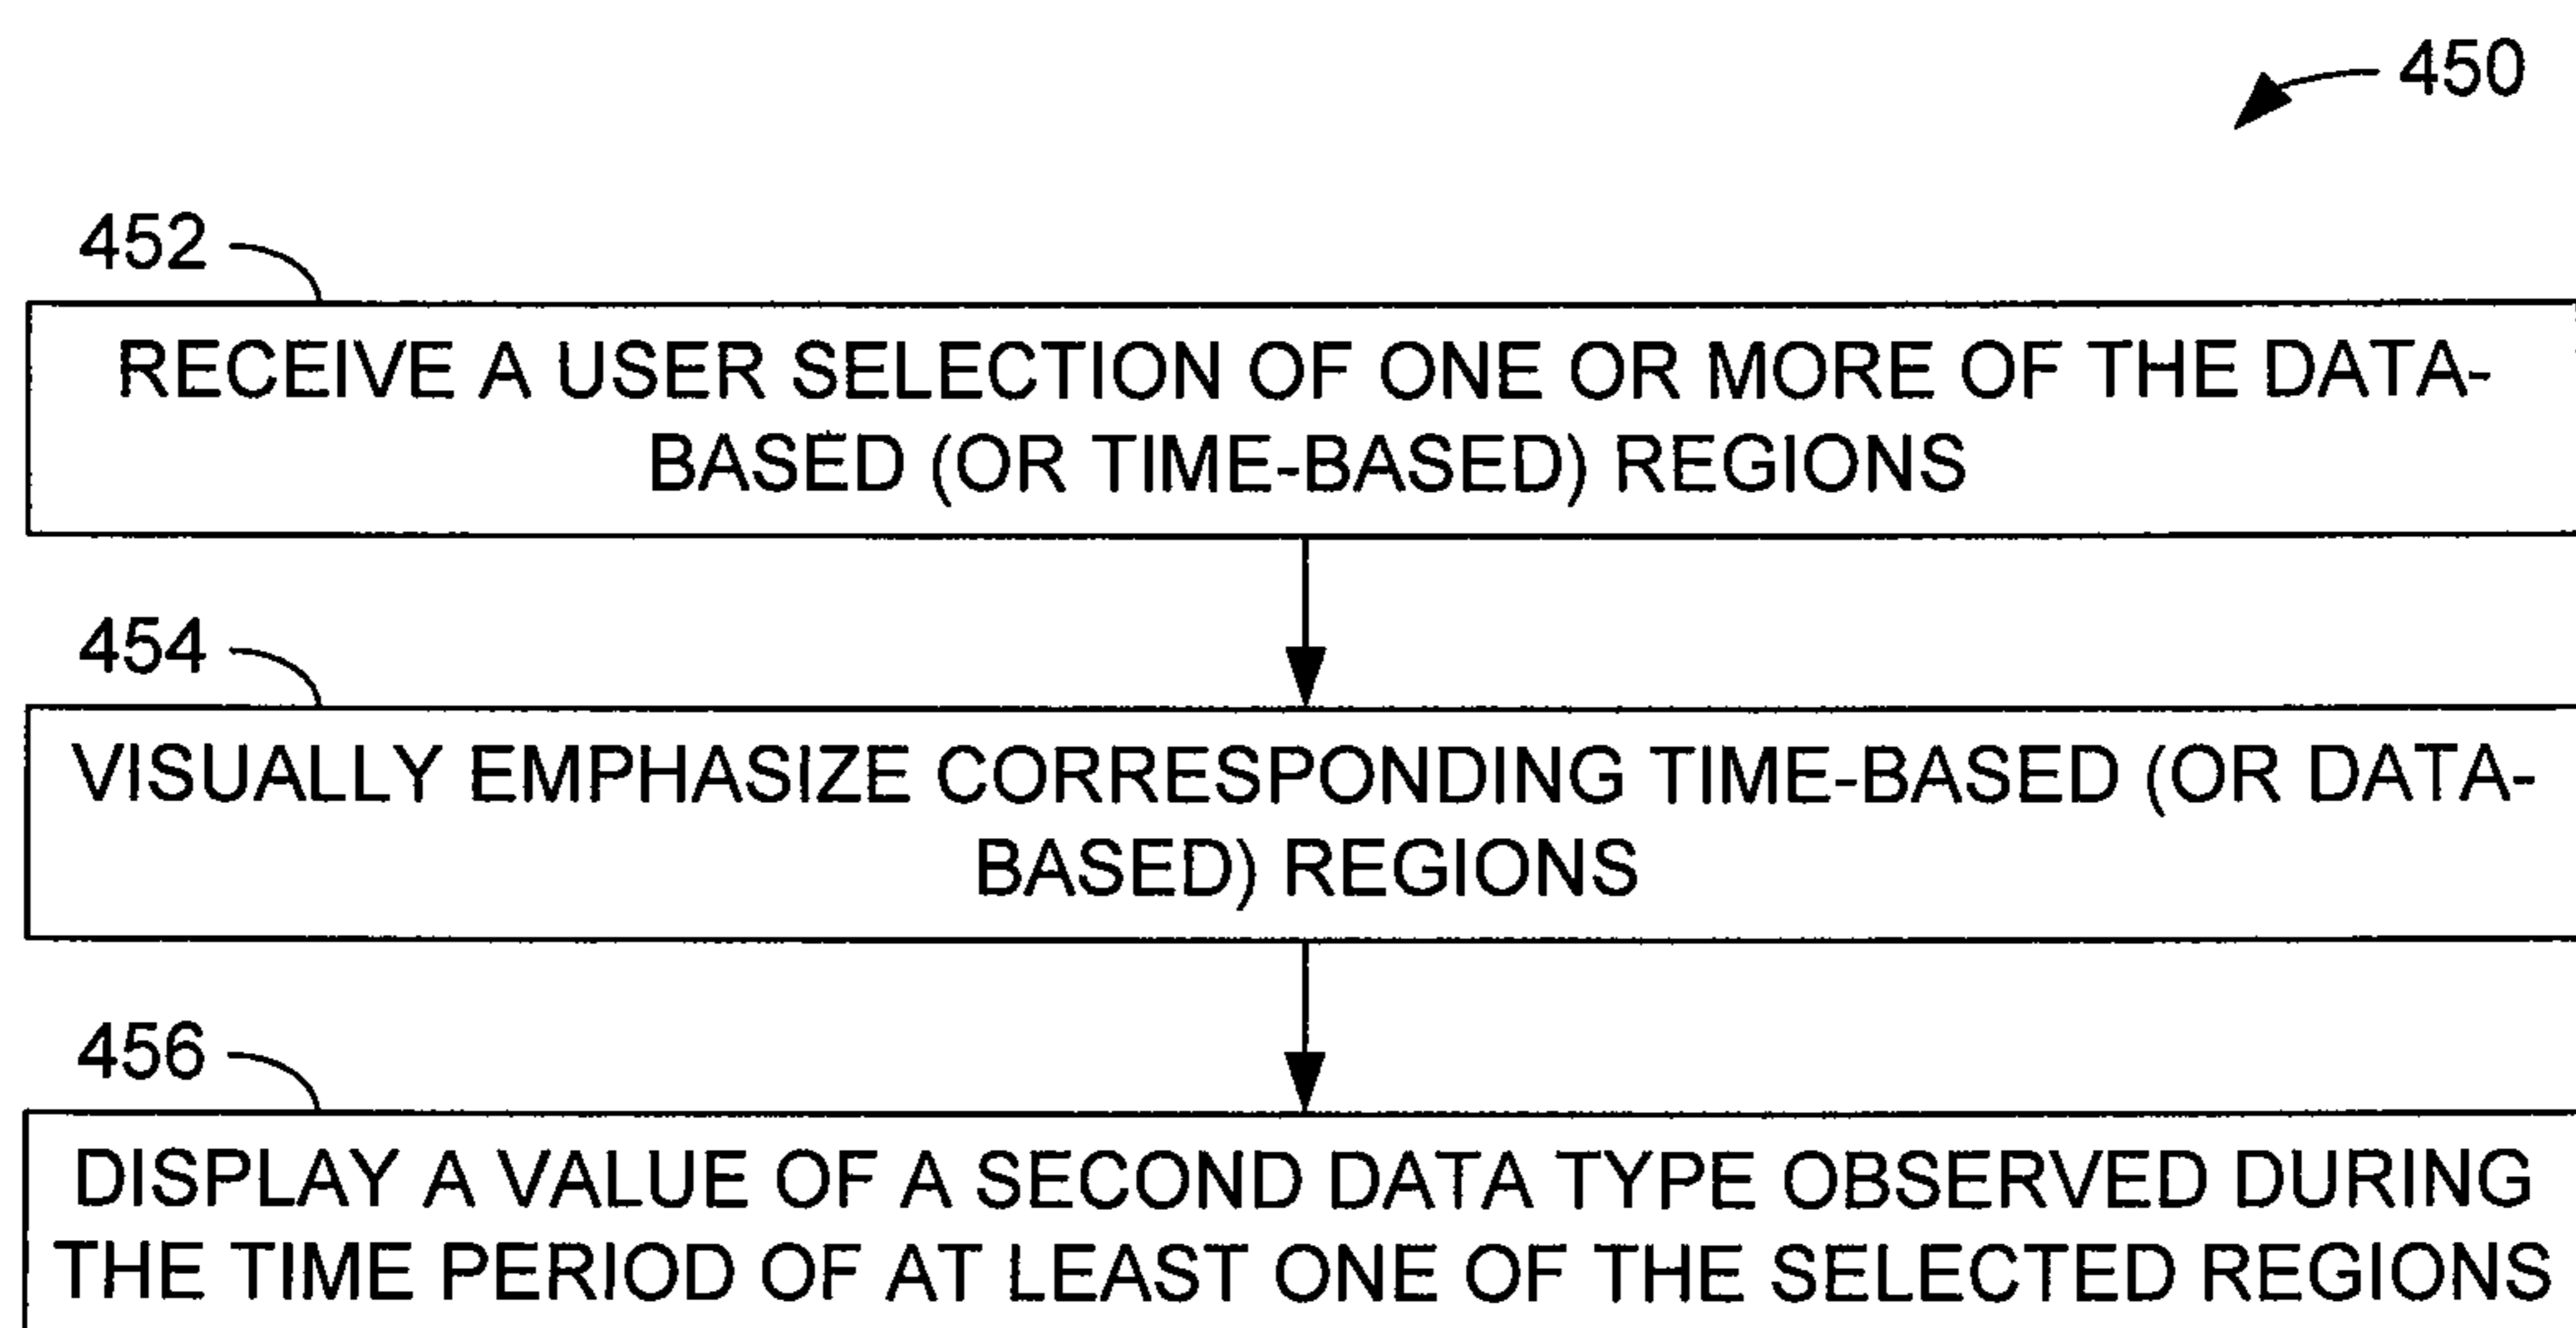 450
452
RECEIVE A USER SELECTION OF ONE OR MORE OF THE DATA-
BASED (OR TIME-BASED) REGIONS
454
VISUALLY EMPHASIZE CORRESPONDING TIME-BASED (OR DATA-
BASED) REGIONS
456
DISPLAY A VALUE OF A SECOND DATA TYPE OBSERVED DURING
THE TIME PERIOD OF AT LEAST ONE OF THE SELECTED REGIONS